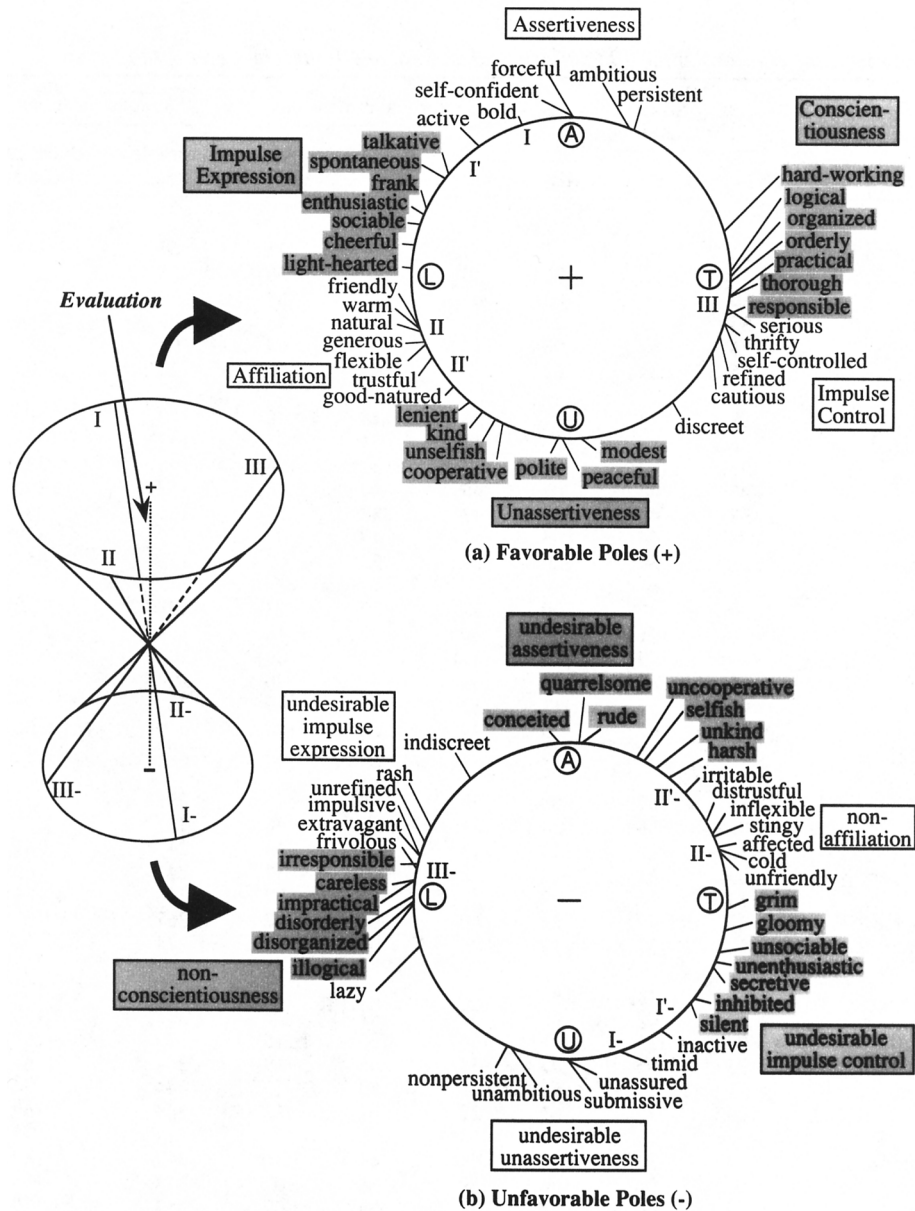 Assertiveness
forceful
ambitious
self-confident
persistent
bold
active
I
A
Conscien-
tiousness
Impulse
Expression
talkative
I'
spontaneous
frank
enthusiastic
sociable
cheerful
light-hearted
hard-working
logical
organized
orderly
practical
thorough
responsible
L
+
T
III
friendly
warm
natural
generous
flexible
trustful
good-natured
II
II'
serious
thrifty
self-controlled
refined
cautious
discreet
Affiliation
Impulse
Control
lenient
kind
unselfish
cooperative
polite
U
modest
peaceful
Unassertiveness
(a) Favorable Poles (+)
Evaluation
I
III
+
II
II-
III-
-
I-
undesirable
assertiveness
quarrelsome
conceited
rude
uncooperative
selfish
unkind
harsh
undesirable
impulse
expression
indiscreet
A
II'-
irritable
distrustful
inflexible
stingy
affected
cold
unfriendly
non-
affiliation
rash
unrefined
impulsive
extravagant
frivolous
irresponsible
careless
impractical
disorderly
disorganized
illogical
lazy
III-
L
−
II-
T
grim
gloomy
unsociable
unenthusiastic
secretive
inhibited
silent
inactive
timid
unassured
submissive
non-
conscientiousness
I'-
I-
U
undesirable
impulse control
nonpersistent
unambitious
undesirable
unassertiveness
(b) Unfavorable Poles (-)